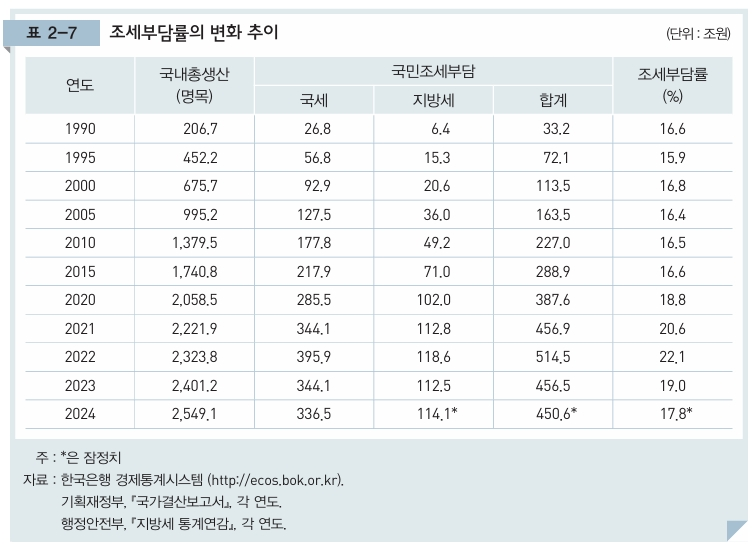 표 2-7 조세부담률의 변화 추이 (단위 : 조원)
연도 국내총생산 (명목) 국민조세부담 조세부담률 (%)
국세 지방세 합계
1990 206.7 26.8 6.4 33.2 16.6
1995 452.2 56.8 15.3 72.1 15.9
2000 675.7 92.9 20.6 113.5 16.8
2005 995.2 127.5 36.0 163.5 16.4
2010 1,379.5 177.8 49.2 227.0 16.5
2015 1,740.8 217.9 71.0 288.9 16.6
2020 2,058.5 285.5 102.0 387.6 18.8
2021 2,221.9 344.1 112.8 456.9 20.6
2022 2,323.8 395.9 118.6 514.5 22.1
2023 2,401.2 344.1 112.5 456.5 19.0
2024 2,549.1 336.5 114.1* 450.6* 17.8*
주 : *은 잠정치
자료 : 한국은행 경제통계시스템 (http://ecos.bok.or.kr).
기획재정부, 『국가결산보고서』, 각 연도.
행정안전부, 『지방세 통계연감』, 각 연도.